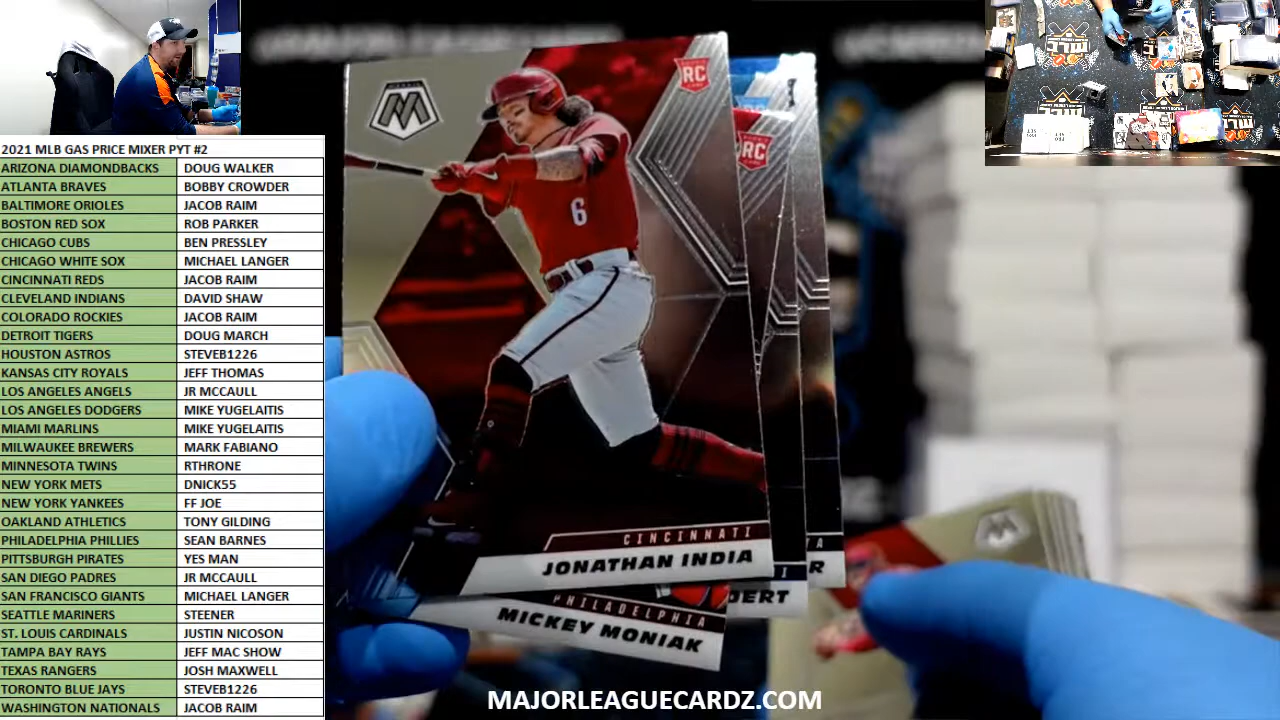 2021 MLB GAS PRICE MIXER PYT #2
ARIZONA DIAMONDBACKS DOUG WALKER
ATLANTA BRAVES BOBBY CROWDER
BALTIMORE ORIOLES JACOB RAIM
BOSTON RED SOX ROB PARKER
CHICAGO CUBS BEN PRESSLEY
CHICAGO WHITE SOX MICHAEL LANGER
CINCINNATI REDS JACOB RAIM
CLEVELAND INDIANS DAVID SHAW
COLORADO ROCKIES JACOB RAIM
DETROIT TIGERS DOUG MARCH
HOUSTON ASTROS STEVEB1226
KANSAS CITY ROYALS JEFF THOMAS
LOS ANGELES ANGELS JR MCCAULL
LOS ANGELES DODGERS MIKE YUGELAITIS
MIAMI MARLINS MIKE YUGELAITIS
MILWAUKEE BREWERS MARK FABIANO
MINNESOTA TWINS RTHRONE
NEW YORK METS DNICK55
NEW YORK YANKEES FF JOE
OAKLAND ATHLETICS TONY GILDING
PHILADELPHIA PHILLIES SEAN BARNES
PITTSBURGH PIRATES YES MAN
SAN DIEGO PADRES JR MCCAULL
SAN FRANCISCO GIANTS MICHAEL LANGER
SEATTLE MARINERS STEENER
ST. LOUIS CARDINALS JUSTIN NICOSON
TAMPA BAY RAYS JEFF MAC SHOW
TEXAS RANGERS JOSH MAXWELL
TORONTO BLUE JAYS STEVEB1226
WASHINGTON NATIONALS JACOB RAIM
M
RC
RC
6
CINCINNATI
JONATHAN INDIA
PHILADELPHIA
MICKEY MONIAK
MAJORLEAGUECARDZ.COM